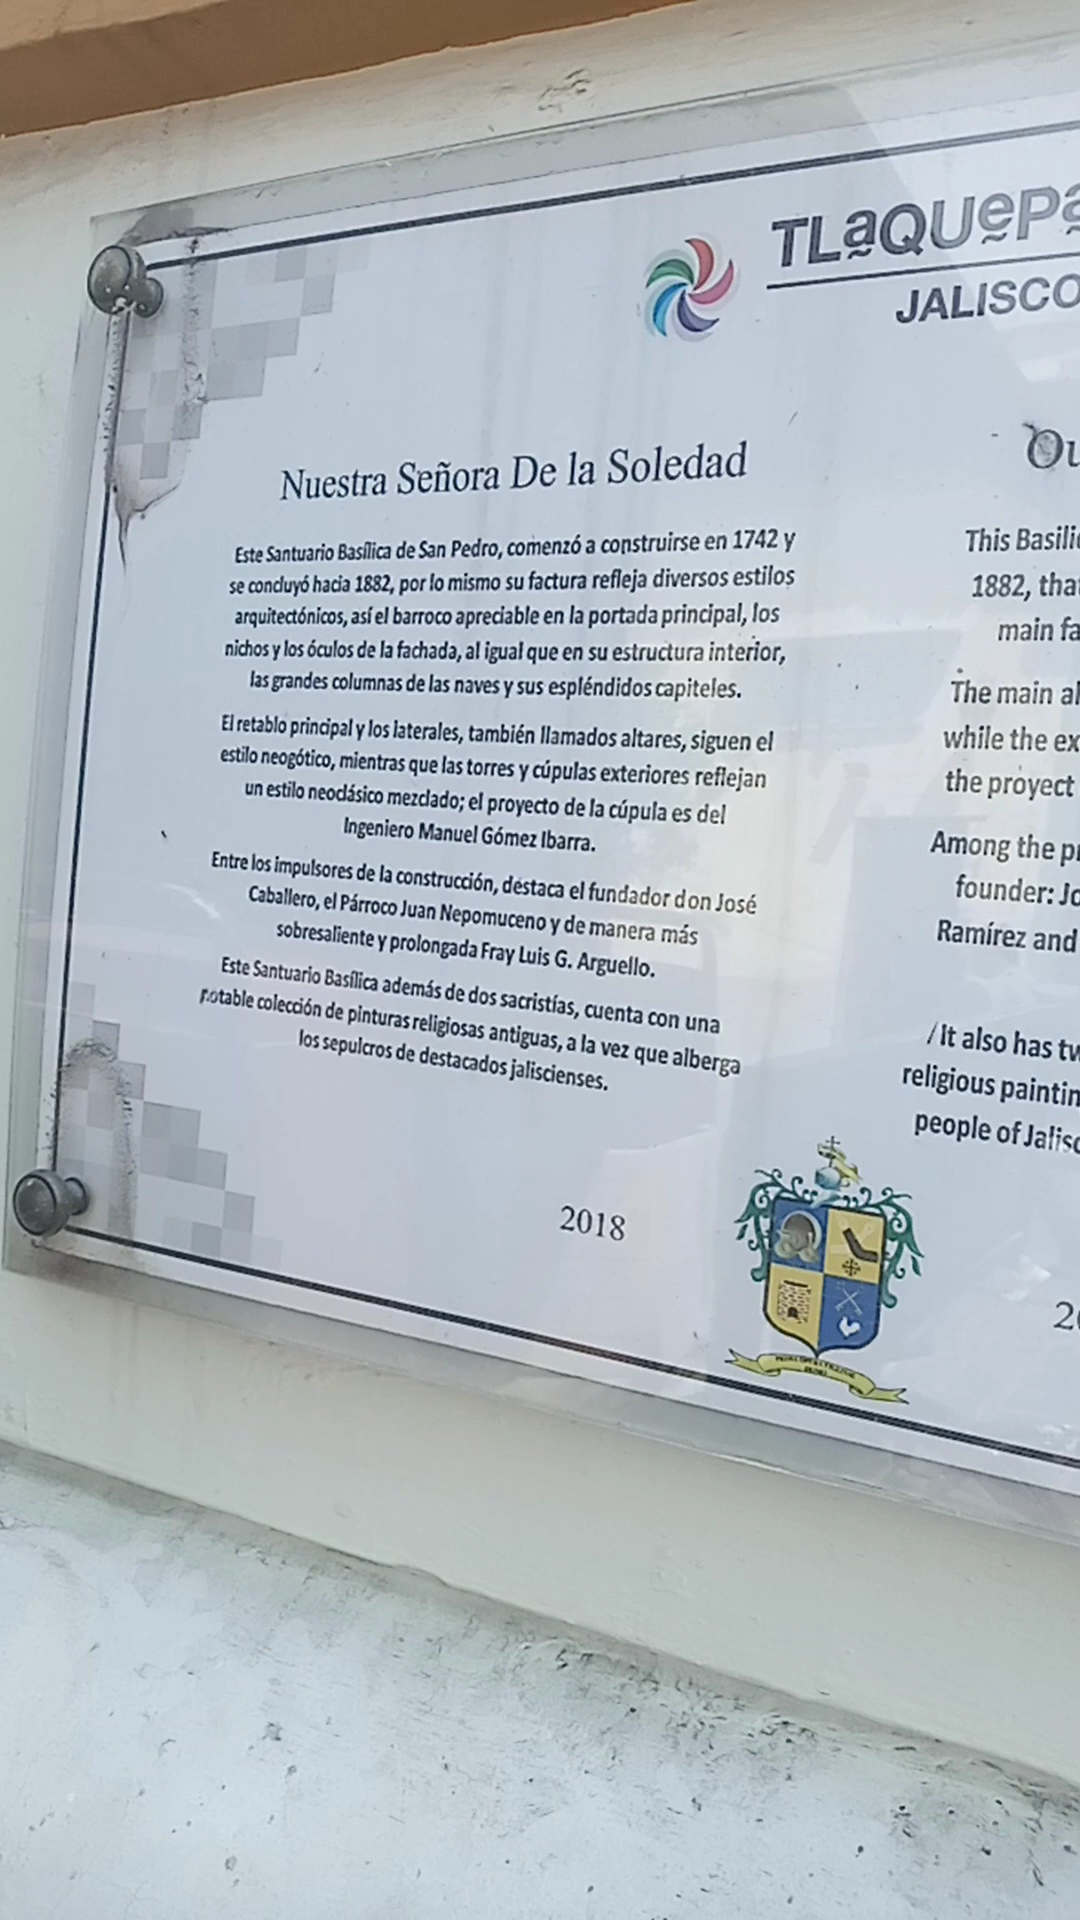 TLaQUePa
JALISCO
Nuestra Señora De la Soledad
Este Santuario Basílica de San Pedro, comenzó a construirse en 1742 y
se concluyó hacia 1882, por lo mismo su factura refleja diversos estilos
arquitectónicos, así el barroco apreciable en la portada principal, los
nichos y los óculos de la fachada, al igual que en su estructura interior,
las grandes columnas de las naves y sus espléndidos capiteles.
El retablo principal y los laterales, también llamados altares, siguen el
estilo neogótico, mientras que las torres y cúpulas exteriores reflejan
un estilo neoclásico mezclado; el proyecto de la cúpula es del
Ingeniero Manuel Gómez Ibarra.
Entre los impulsores de la construcción, destaca el fundador don José
Caballero, el Párroco Juan Nepomuceno y de manera más
sobresaliente y prolongada Fray Luis G. Arguello.
Este Santuario Basílica además de dos sacristías, cuenta con una
notable colección de pinturas religiosas antiguas, a la vez que alberga
los sepulcros de destacados jaliscienses.
2018
Ou
This Basili
1882, tha
main fa
The main al
while the ex
the proyect
Among the p
founder: Jo
Ramírez and
/ It also has tw
religious paintin
people of Jalisc
2